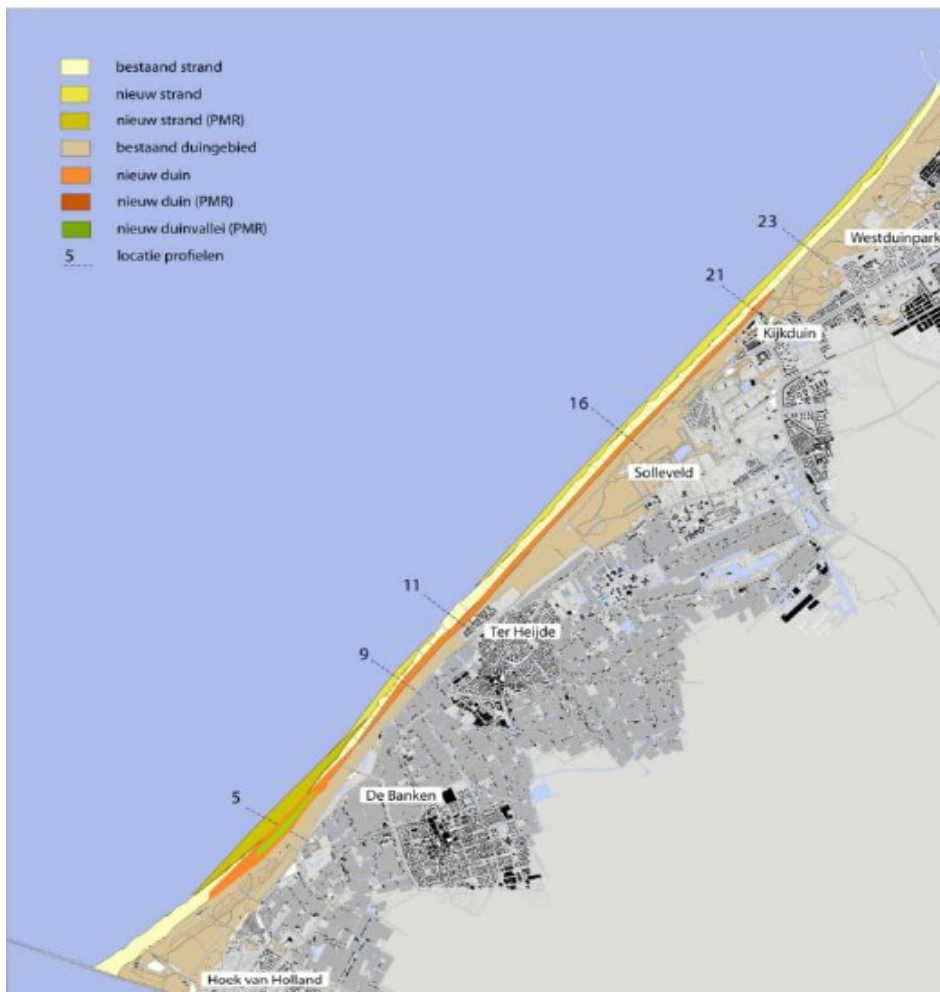 bestaand strand
nieuw strand
nieuw strand (PMR)
bestaand duingebied
nieuw duin
nieuw duin (PMR)
nieuw duinvallei (PMR)
5 locatie profielen
23
Westduinpark
21
Kijkduin
16
Solleveld
11
Ter Heijde
9
De Banken
5
Hoek van Holland